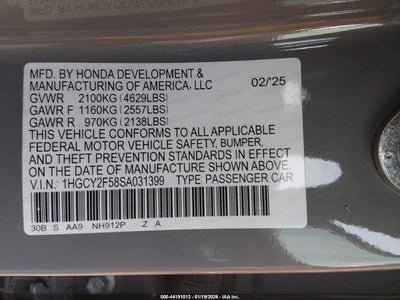 MFD. BY HONDA DEVELOPMENT &
MANUFACTURING OF AMERICA, LLC
02/'25
GVWR 2100KG (4629LBS)
GAWR F 1160KG (2557LBS)
GAWR R 970KG (2138LBS)
THIS VEHICLE CONFORMS TO ALL APPLICABLE
FEDERAL MOTOR VEHICLE SAFETY, BUMPER,
AND THEFT PREVENTION STANDARDS IN EFFECT
ON THE DATE OF MANUFACTURE SHOWN ABOVE.
V.I.N.: 1HGCY2F58SA031399 TYPE: PASSENGER CAR
30B S AA9 NH912P .Z A
000-44191013 - 01/19/2026 - IAA